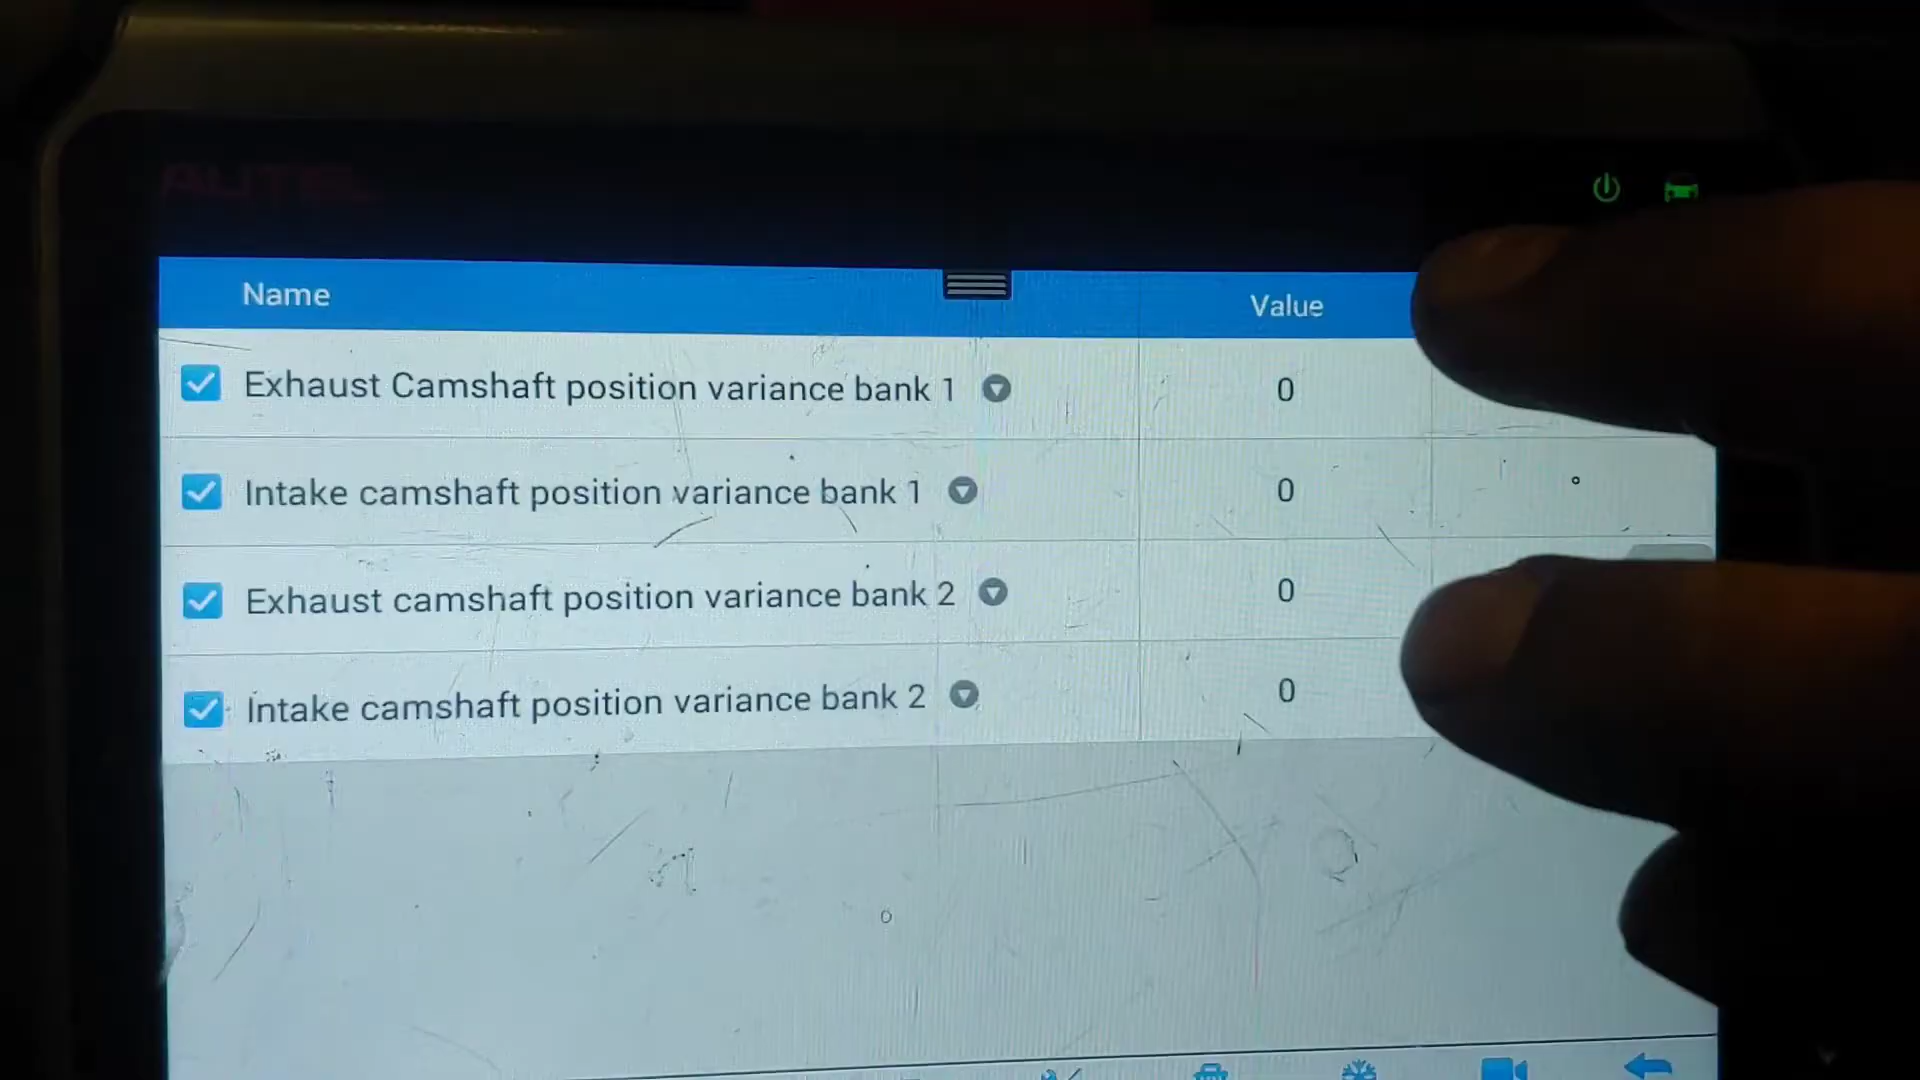 AUTEL
Name Value
Exhaust Camshaft position variance bank 1 0
Intake camshaft position variance bank 1 0 °
Exhaust camshaft position variance bank 2 0
Intake camshaft position variance bank 2 0